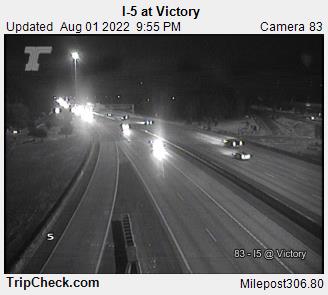 I-5 at Victory
Updated Aug 01 2022 9:55 PM Camera 83
T
S
83 - I5 @ Victory
TripCheck.com Milepost306.80